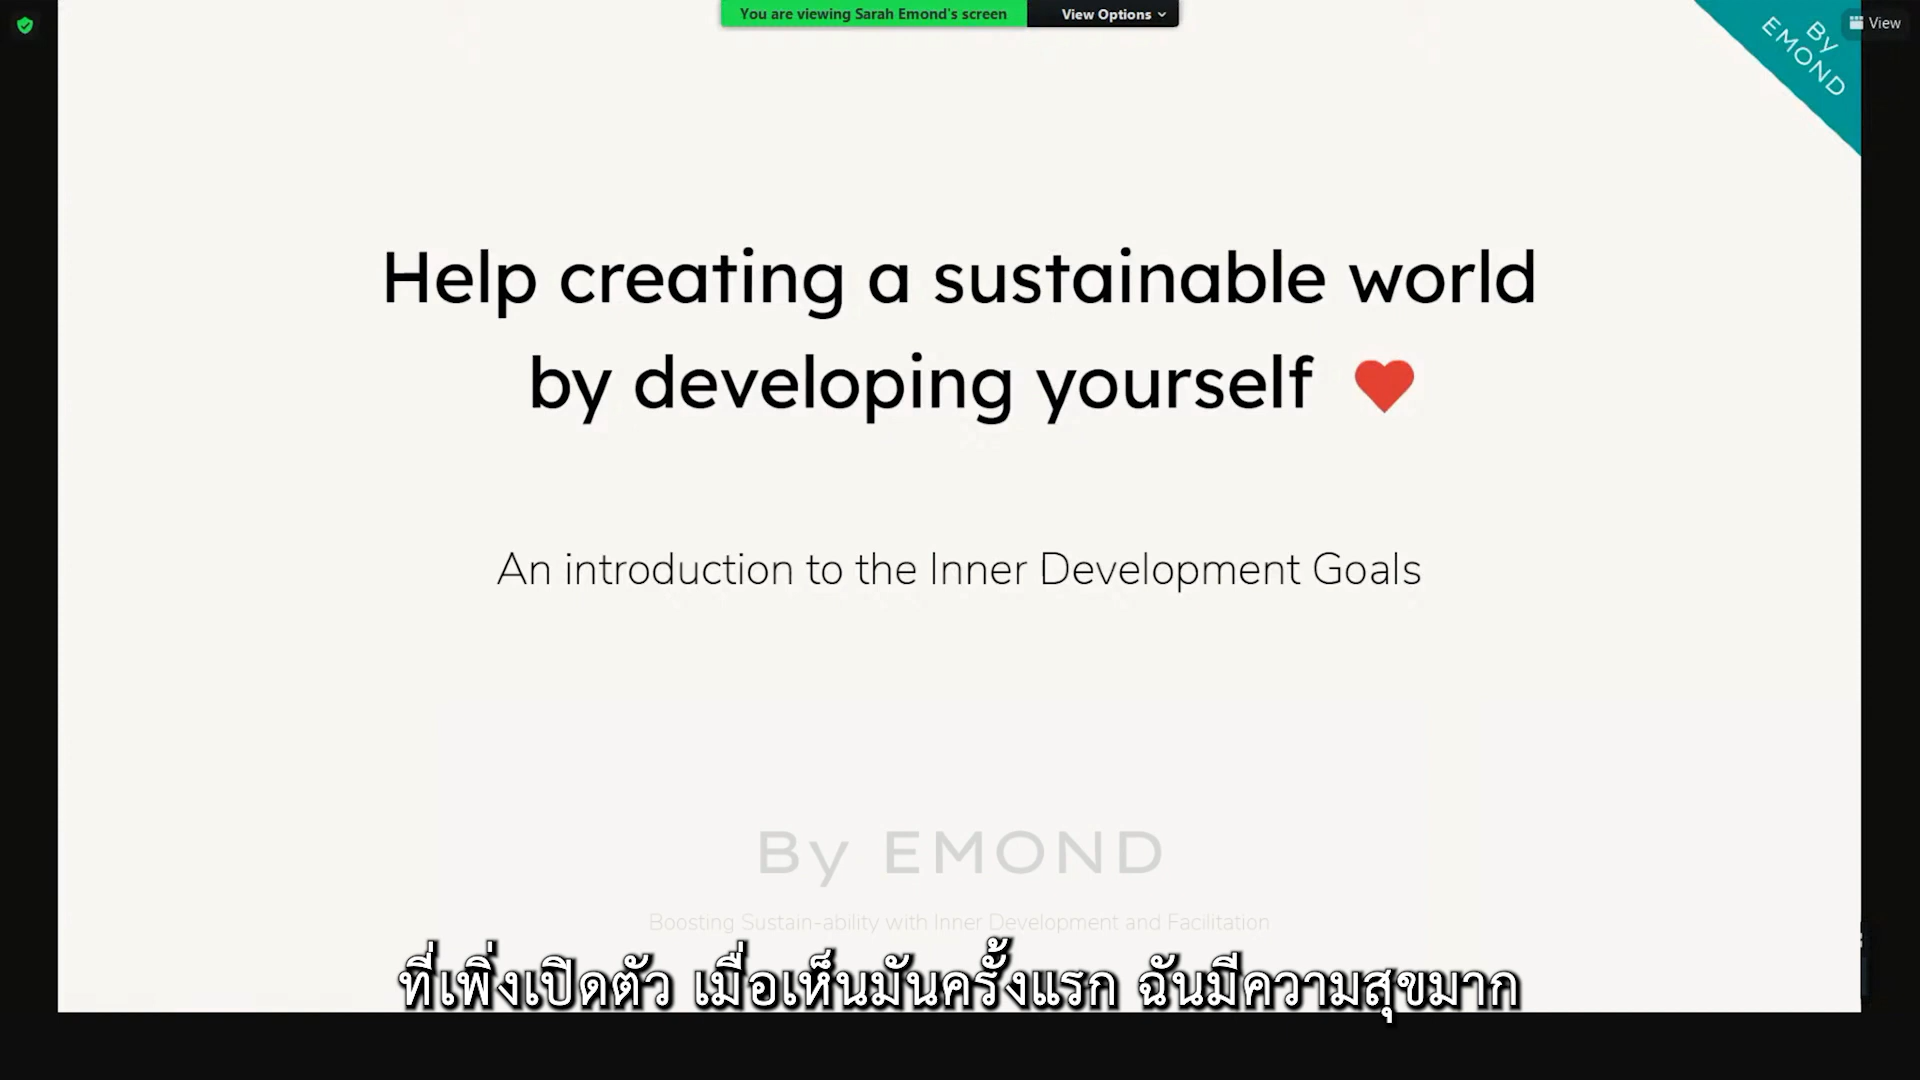 You are viewing Sarah Emond's screen
View Options
View
By
EMOND
Help creating a sustainable world
by developing yourself
An introduction to the Inner Development Goals
By EMOND
Boosting Sustain-ability with Inner Development and Facilitation
ที่เพิ่งเปิดตัว เมื่อเห็นมันครั้งแรก ฉันมีความสุขมาก